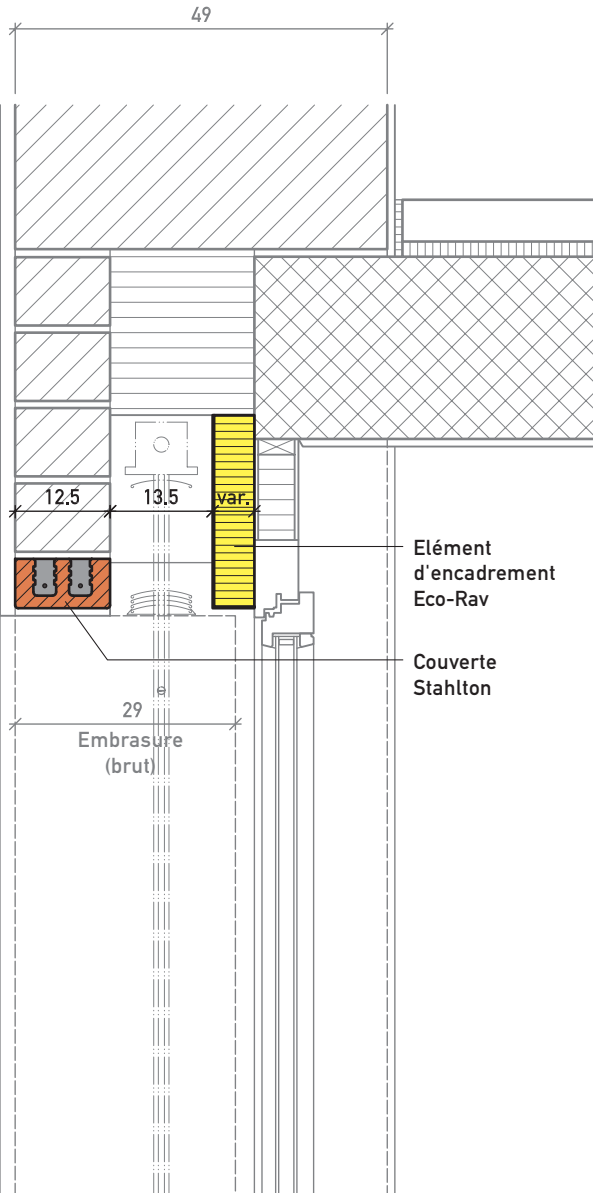 49
12.5
13.5
var.
Elément
d'encadrement
Eco-Rav
Couverte
Stahlton
29
Embrasure
(brut)